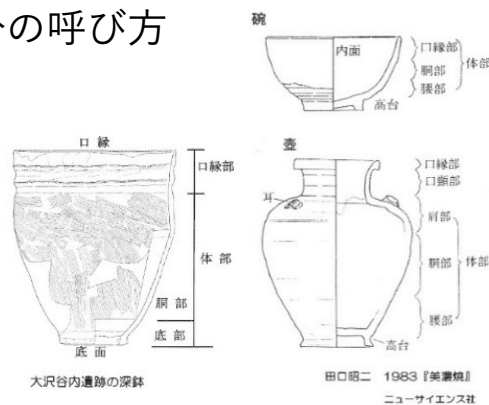 の呼び方
碗
内面
口縁部
胴部
腰部
体部
高台
口縁
口縁部
体部
胴部
底部
底面
大沢谷内遺跡の深鉢
壺
耳
口縁部
口頸部
肩部
胴部
腰部
体部
高台
田口昭二 1983『美濃焼』
ニューサイエンス社